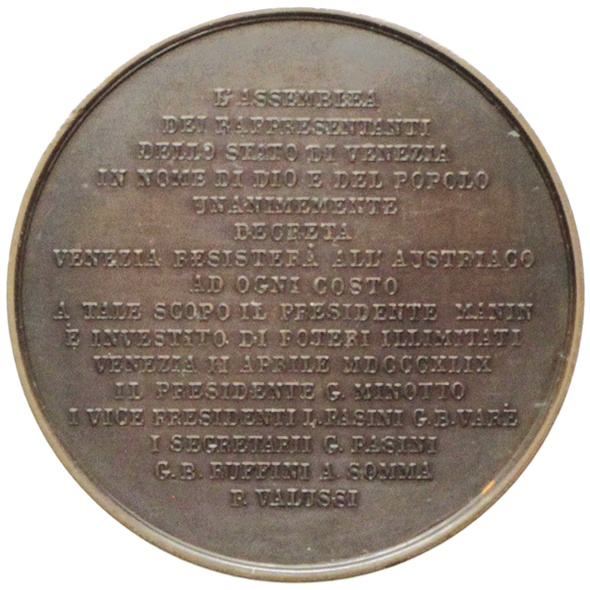 L'ASSEMBLEA
DEI RAPPRESENTANTI
DELLO STATO DI VENEZIA
IN NOME DI DIO E DEL POPOLO
UNANIMEMENTE
DECRETA
VENEZIA RESISTERÀ ALL'AUSTRIACO
AD OGNI COSTO
A TALE SCOPO IL PRESIDENTE MANIN
È INVESTITO DI POTERI ILLIMITATI
VENEZIA 11 APRILE MDCCCXLIX
IL PRESIDENTE G. MINOTTO
I VICE PRESIDENTI L. PASINI G. B. VARÈ
I SEGRETARII G. PASINI
G. B. RUFFINI A. SOMMA
P. VALUSSI